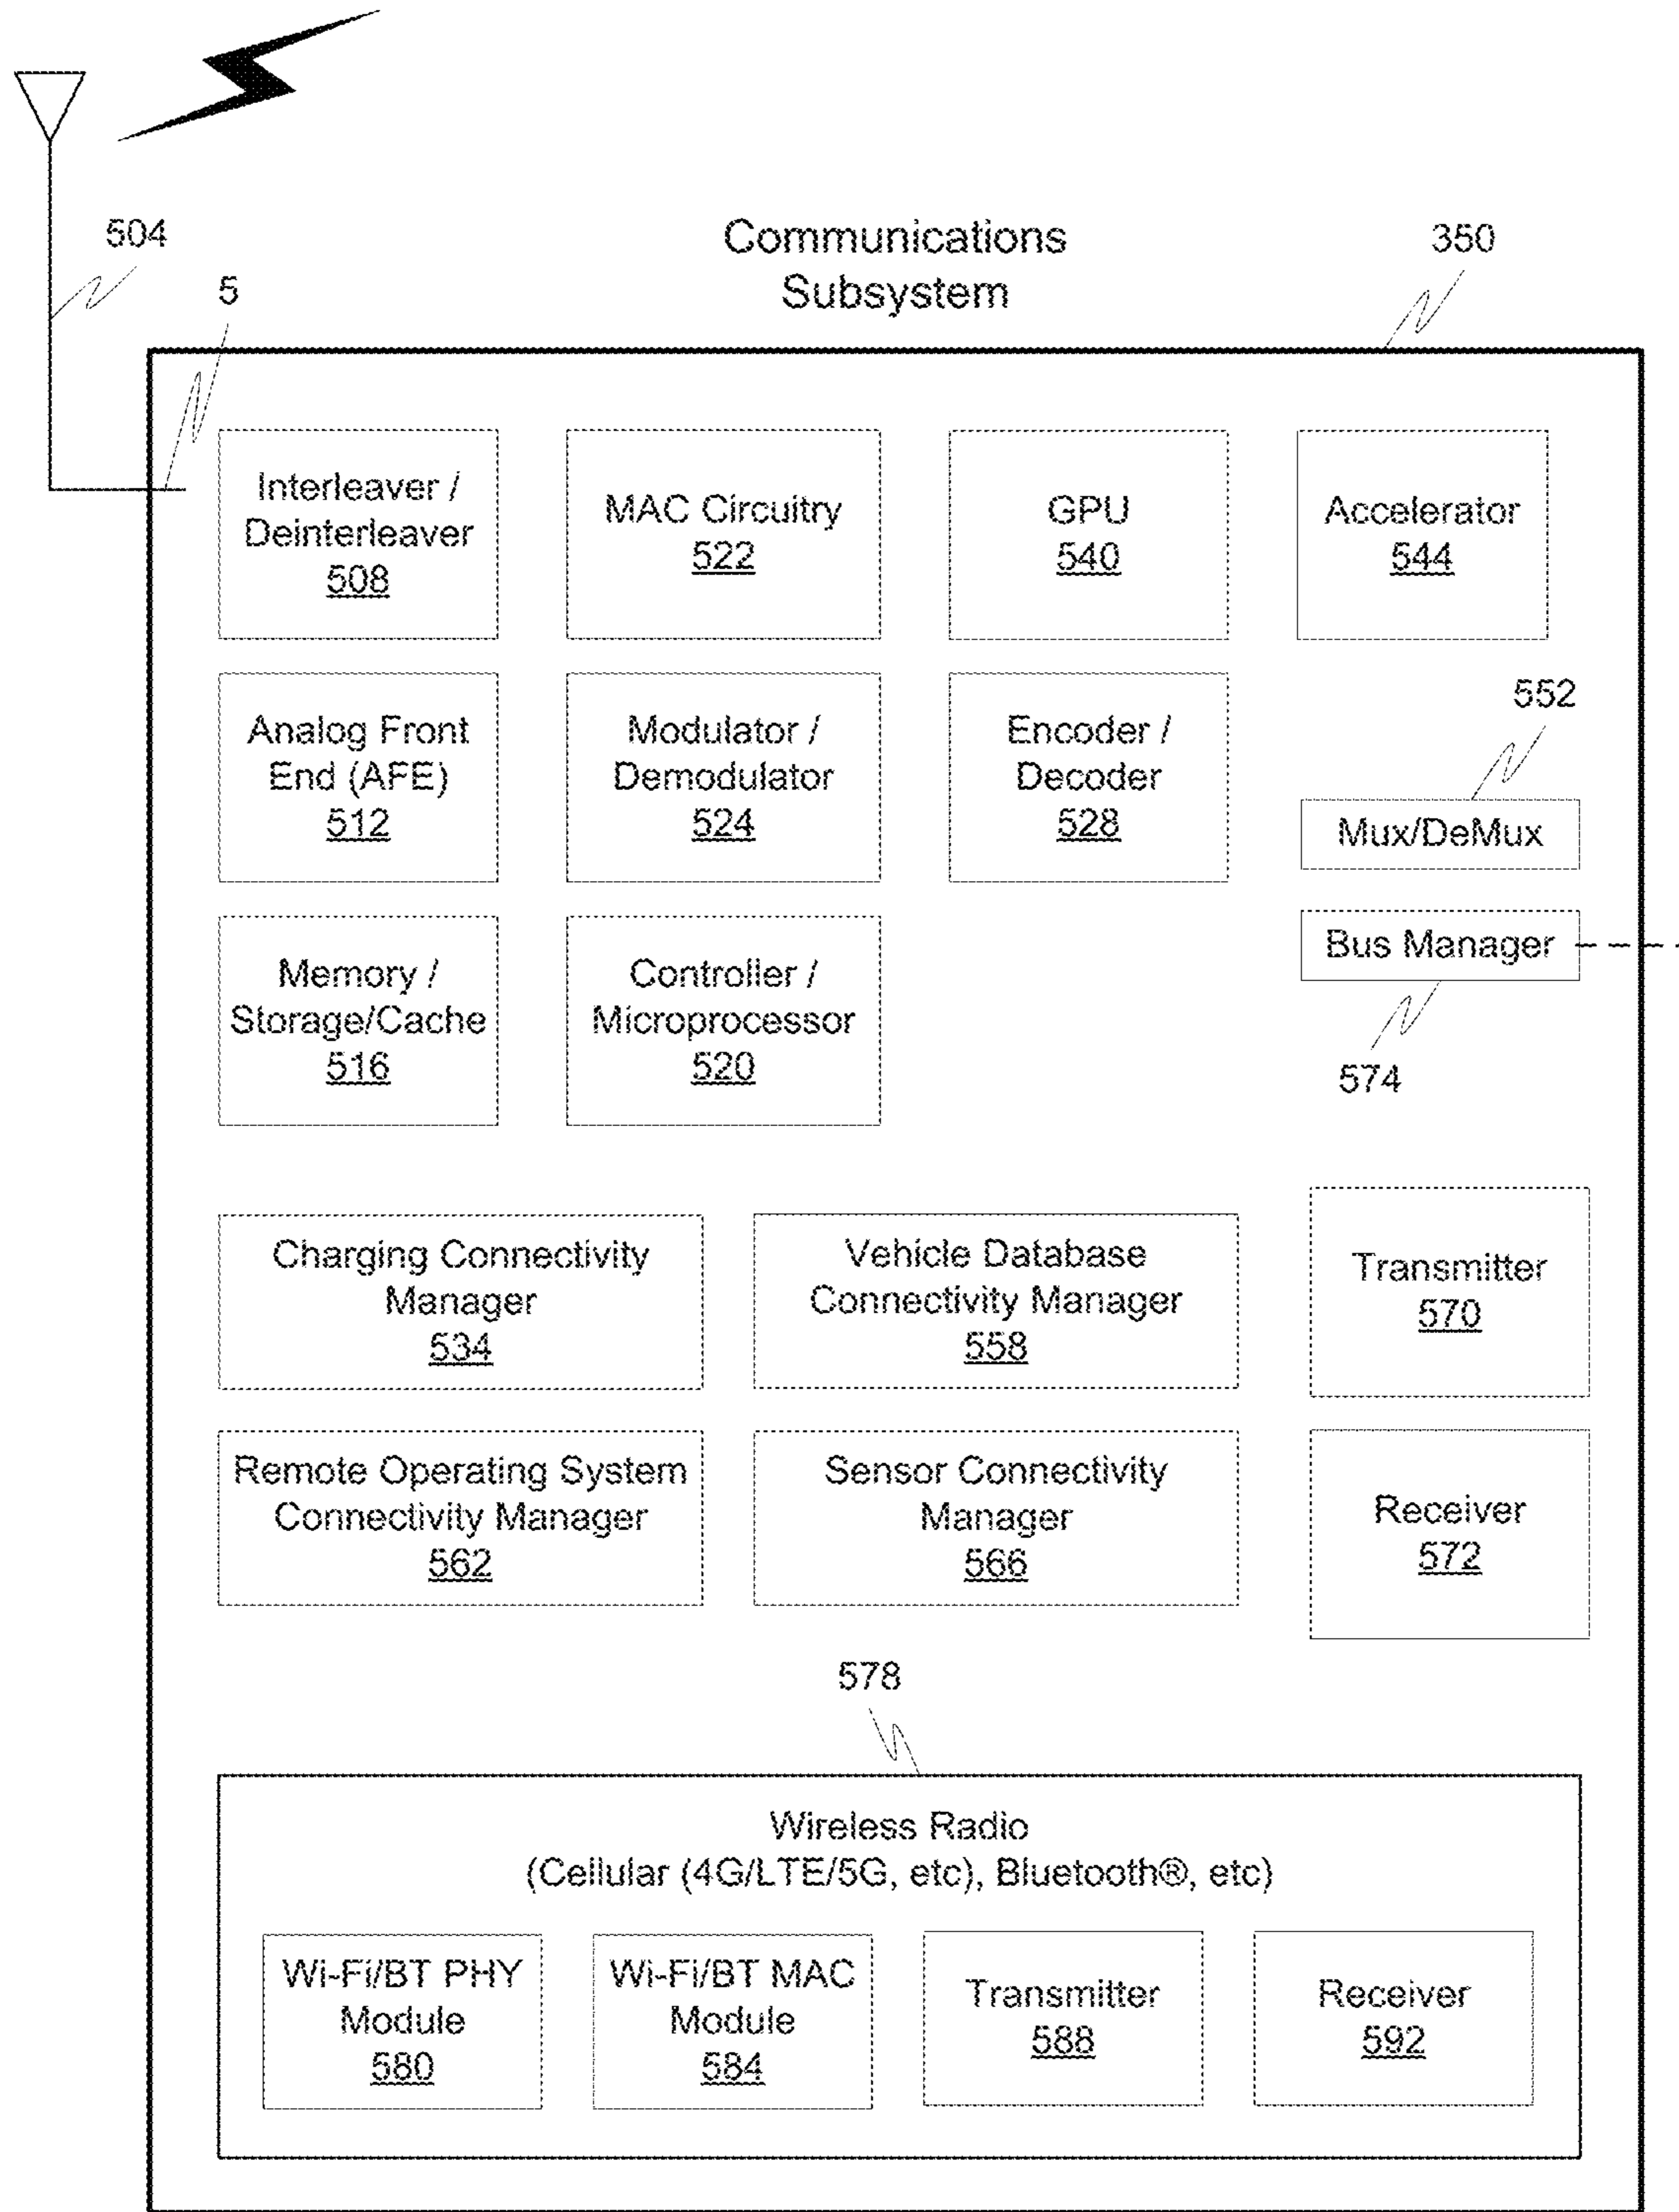 504
5
Communications
Subsystem
350
Interleaver /
Deinterleaver
508
MAC Circuitry
522
GPU
540
Accelerator
544
Analog Front
End (AFE)
512
Modulator /
Demodulator
524
Encoder /
Decoder
528
552
Mux/DeMux
Bus Manager
574
Memory /
Storage/Cache
516
Controller /
Microprocessor
520
Charging Connectivity
Manager
534
Vehicle Database
Connectivity Manager
558
Transmitter
570
Remote Operating System
Connectivity Manager
562
Sensor Connectivity
Manager
566
Receiver
572
578
Wireless Radio
(Cellular (4G/LTE/5G, etc), Bluetooth®, etc)
Wi-Fi/BT PHY
Module
580
Wi-Fi/BT MAC
Module
584
Transmitter
588
Receiver
592